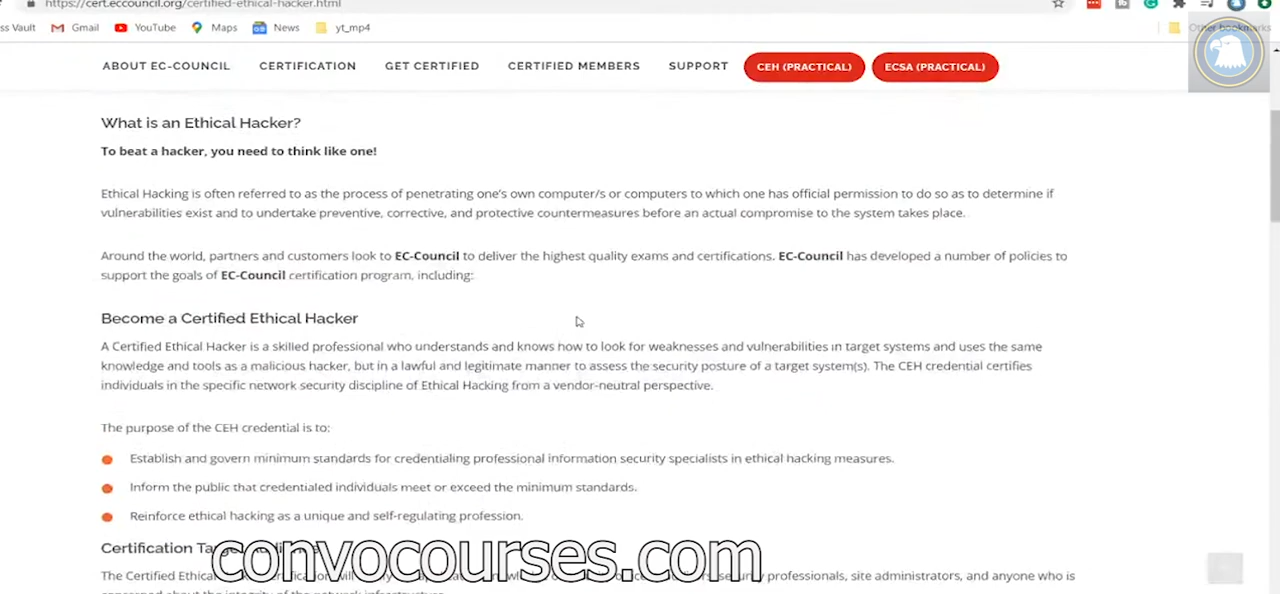 https://cert.eccouncil.org/certified-ethical-hacker.html
ss Vault Gmail YouTube Maps News yt_mp4 Other bookmarks
ABOUT EC-COUNCIL CERTIFICATION GET CERTIFIED CERTIFIED MEMBERS SUPPORT CEH (PRACTICAL) ECSA (PRACTICAL)
What is an Ethical Hacker?
To beat a hacker, you need to think like one!
Ethical Hacking is often referred to as the process of penetrating one's own computer/s or computers to which one has official permission to do so as to determine if
vulnerabilities exist and to undertake preventive, corrective, and protective countermeasures before an actual compromise to the system takes place.
Around the world, partners and customers look to EC-Council to deliver the highest quality exams and certifications. EC-Council has developed a number of policies to
support the goals of EC-Council certification program, including:
Become a Certified Ethical Hacker
A Certified Ethical Hacker is a skilled professional who understands and knows how to look for weaknesses and vulnerabilities in target systems and uses the same
knowledge and tools as a malicious hacker, but in a lawful and legitimate manner to assess the security posture of a target system(s). The CEH credential certifies
individuals in the specific network security discipline of Ethical Hacking from a vendor-neutral perspective.
The purpose of the CEH credential is to:
Establish and govern minimum standards for credentialing professional information security specialists in ethical hacking measures.
Inform the public that credentialed individuals meet or exceed the minimum standards.
Reinforce ethical hacking as a unique and self-regulating profession.
Certification
convocourses.com
The Certified Ethical professionals, site administrators, and anyone who is